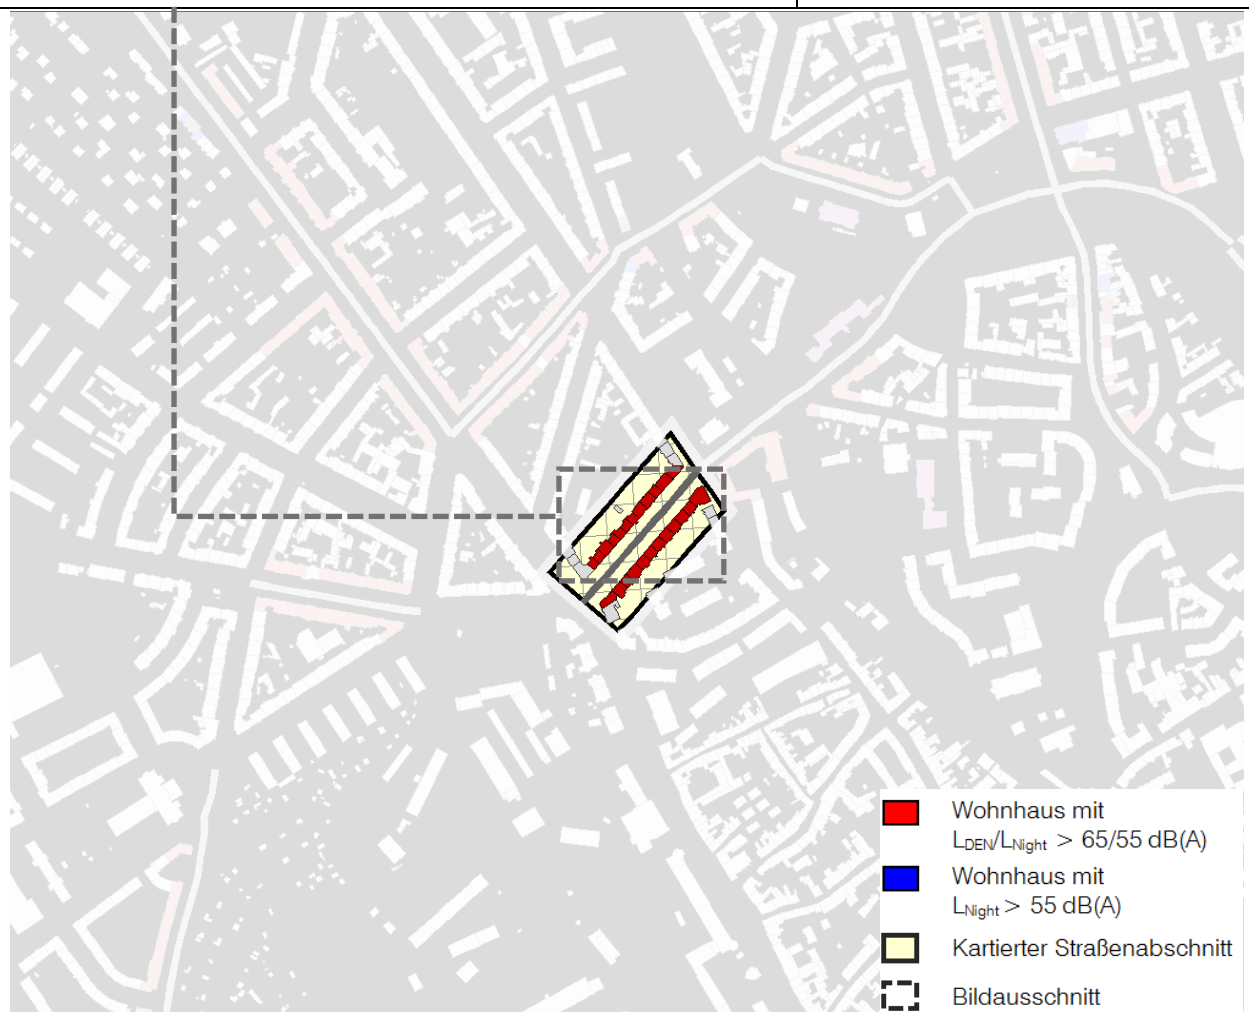 Wohnhaus mit
LDEN/LNight > 65/55 dB(A)
Wohnhaus mit
LNight > 55 dB(A)
Kartierter Straßenabschnitt
Bildausschnitt